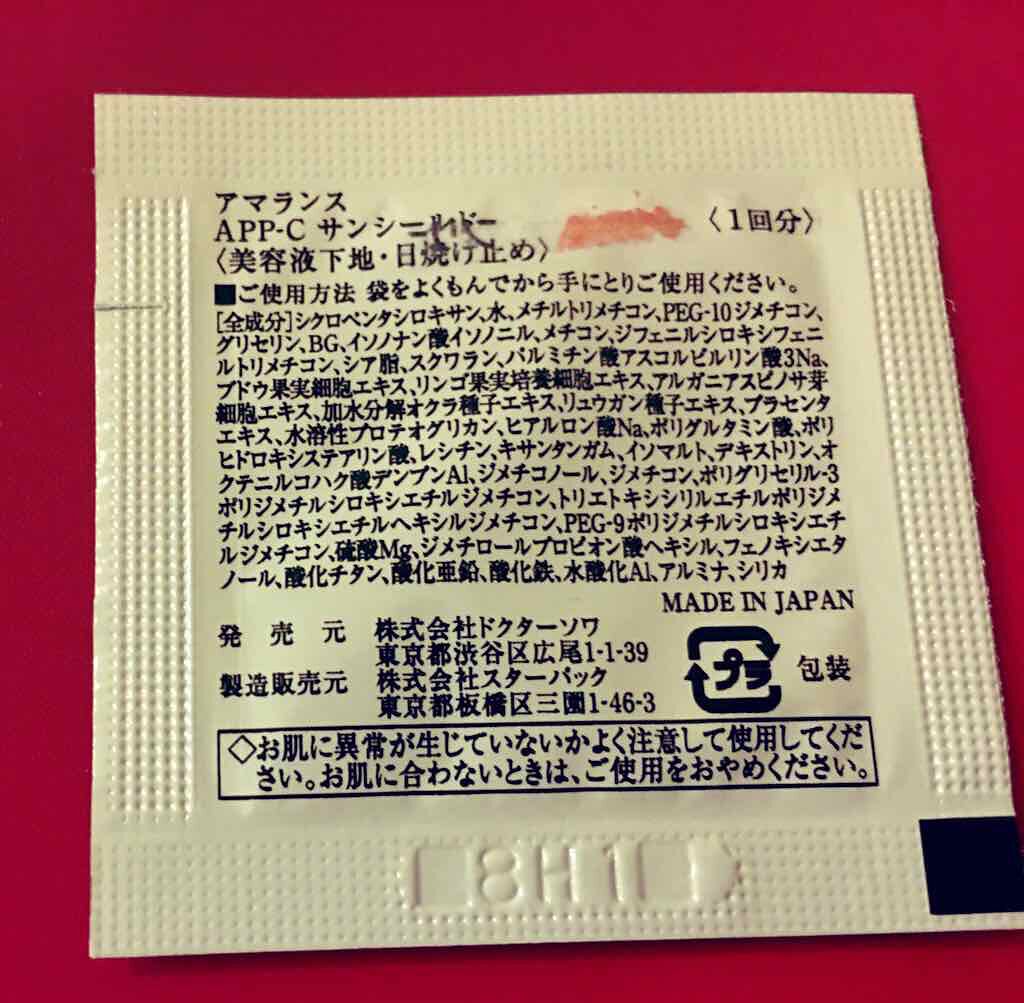 アマランス
APP-C サンシールドー 〈1回分〉
〈美容液下地・日焼け止め〉
■ご使用方法 袋をよくもんでから手にとりご使用ください。
[全成分]シクロペンタシロキサン、水、メチルトリメチコン、PEG-10ジメチコン、
グリセリン、BG、イソノナン酸イソノニル、メチコン、ジフェニルシロキシフェニ
ルトリメチコン、シア脂、スクワラン、パルミチン酸アスコルビルリン酸3Na、
ブドウ果実細胞エキス、リンゴ果実培養細胞エキス、アルガニアスピノサ芽
細胞エキス、加水分解オクラ種子エキス、リュウガン種子エキス、プラセンタ
エキス、水溶性プロテオグリカン、ヒアルロン酸Na、ポリグルタミン酸、ポリ
ヒドロキシステアリン酸、レシチン、キサンタンガム、イソマルト、デキストリン、オ
クテニルコハク酸デンプンAl、ジメチコノール、ジメチコン、ポリグリセリル-3
ポリジメチルシロキシエチルジメチコン、トリエトキシシリルエチルポリジメ
チルシロキシエチルヘキシルジメチコン、PEG-9ポリジメチルシロキシエチ
ルジメチコン、硫酸Mg、ジメチロールプロピオン酸ヘキシル、フェノキシエタ
ノール、酸化チタン、酸化亜鉛、酸化鉄、水酸化Al、アルミナ、シリカ
MADE IN JAPAN
発売元 株式会社ドクターソワ
東京都渋谷区広尾1-1-39
製造販売元 株式会社スターパック
東京都板橋区三園1-46-3
プラ 包装
◇お肌に異常が生じていないかよく注意して使用してくだ
さい。お肌に合わないときは、ご使用をおやめください。
8H1